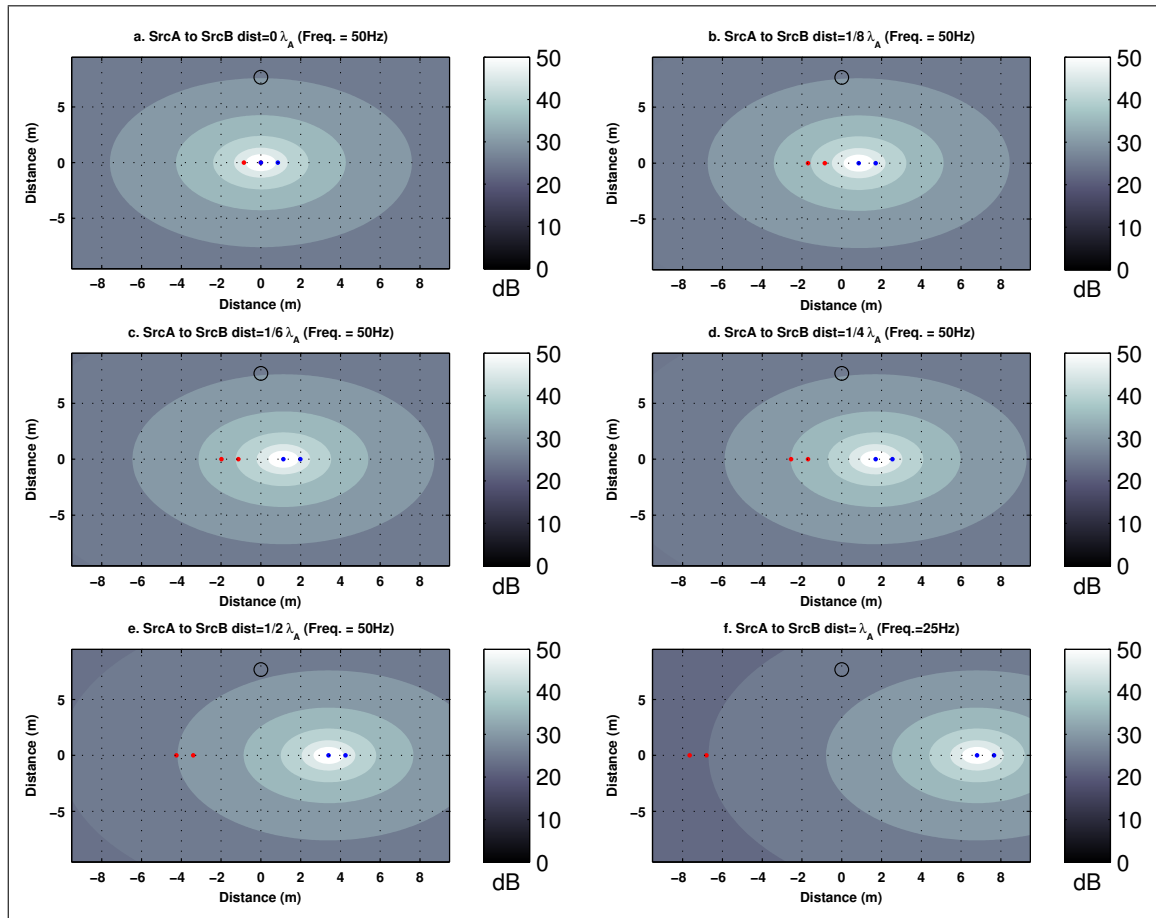 a. SrcA to SrcB dist=0 λ_A (Freq. = 50Hz)
Distance (m)
5
0
−5
−8 −6 −4 −2 0 2 4 6 8
Distance (m)
50
40
30
20
10
0
dB
b. SrcA to SrcB dist=1/8 λ_A (Freq. = 50Hz)
Distance (m)
5
0
−5
−8 −6 −4 −2 0 2 4 6 8
Distance (m)
50
40
30
20
10
0
dB
c. SrcA to SrcB dist=1/6 λ_A (Freq. = 50Hz)
Distance (m)
5
0
−5
−8 −6 −4 −2 0 2 4 6 8
Distance (m)
50
40
30
20
10
0
dB
d. SrcA to SrcB dist=1/4 λ_A (Freq. = 50Hz)
Distance (m)
5
0
−5
−8 −6 −4 −2 0 2 4 6 8
Distance (m)
50
40
30
20
10
0
dB
e. SrcA to SrcB dist=1/2 λ_A (Freq. = 50Hz)
Distance (m)
5
0
−5
−8 −6 −4 −2 0 2 4 6 8
Distance (m)
50
40
30
20
10
0
dB
f. SrcA to SrcB dist= λ_A (Freq.=25Hz)
Distance (m)
5
0
−5
−8 −6 −4 −2 0 2 4 6 8
Distance (m)
50
40
30
20
10
0
dB